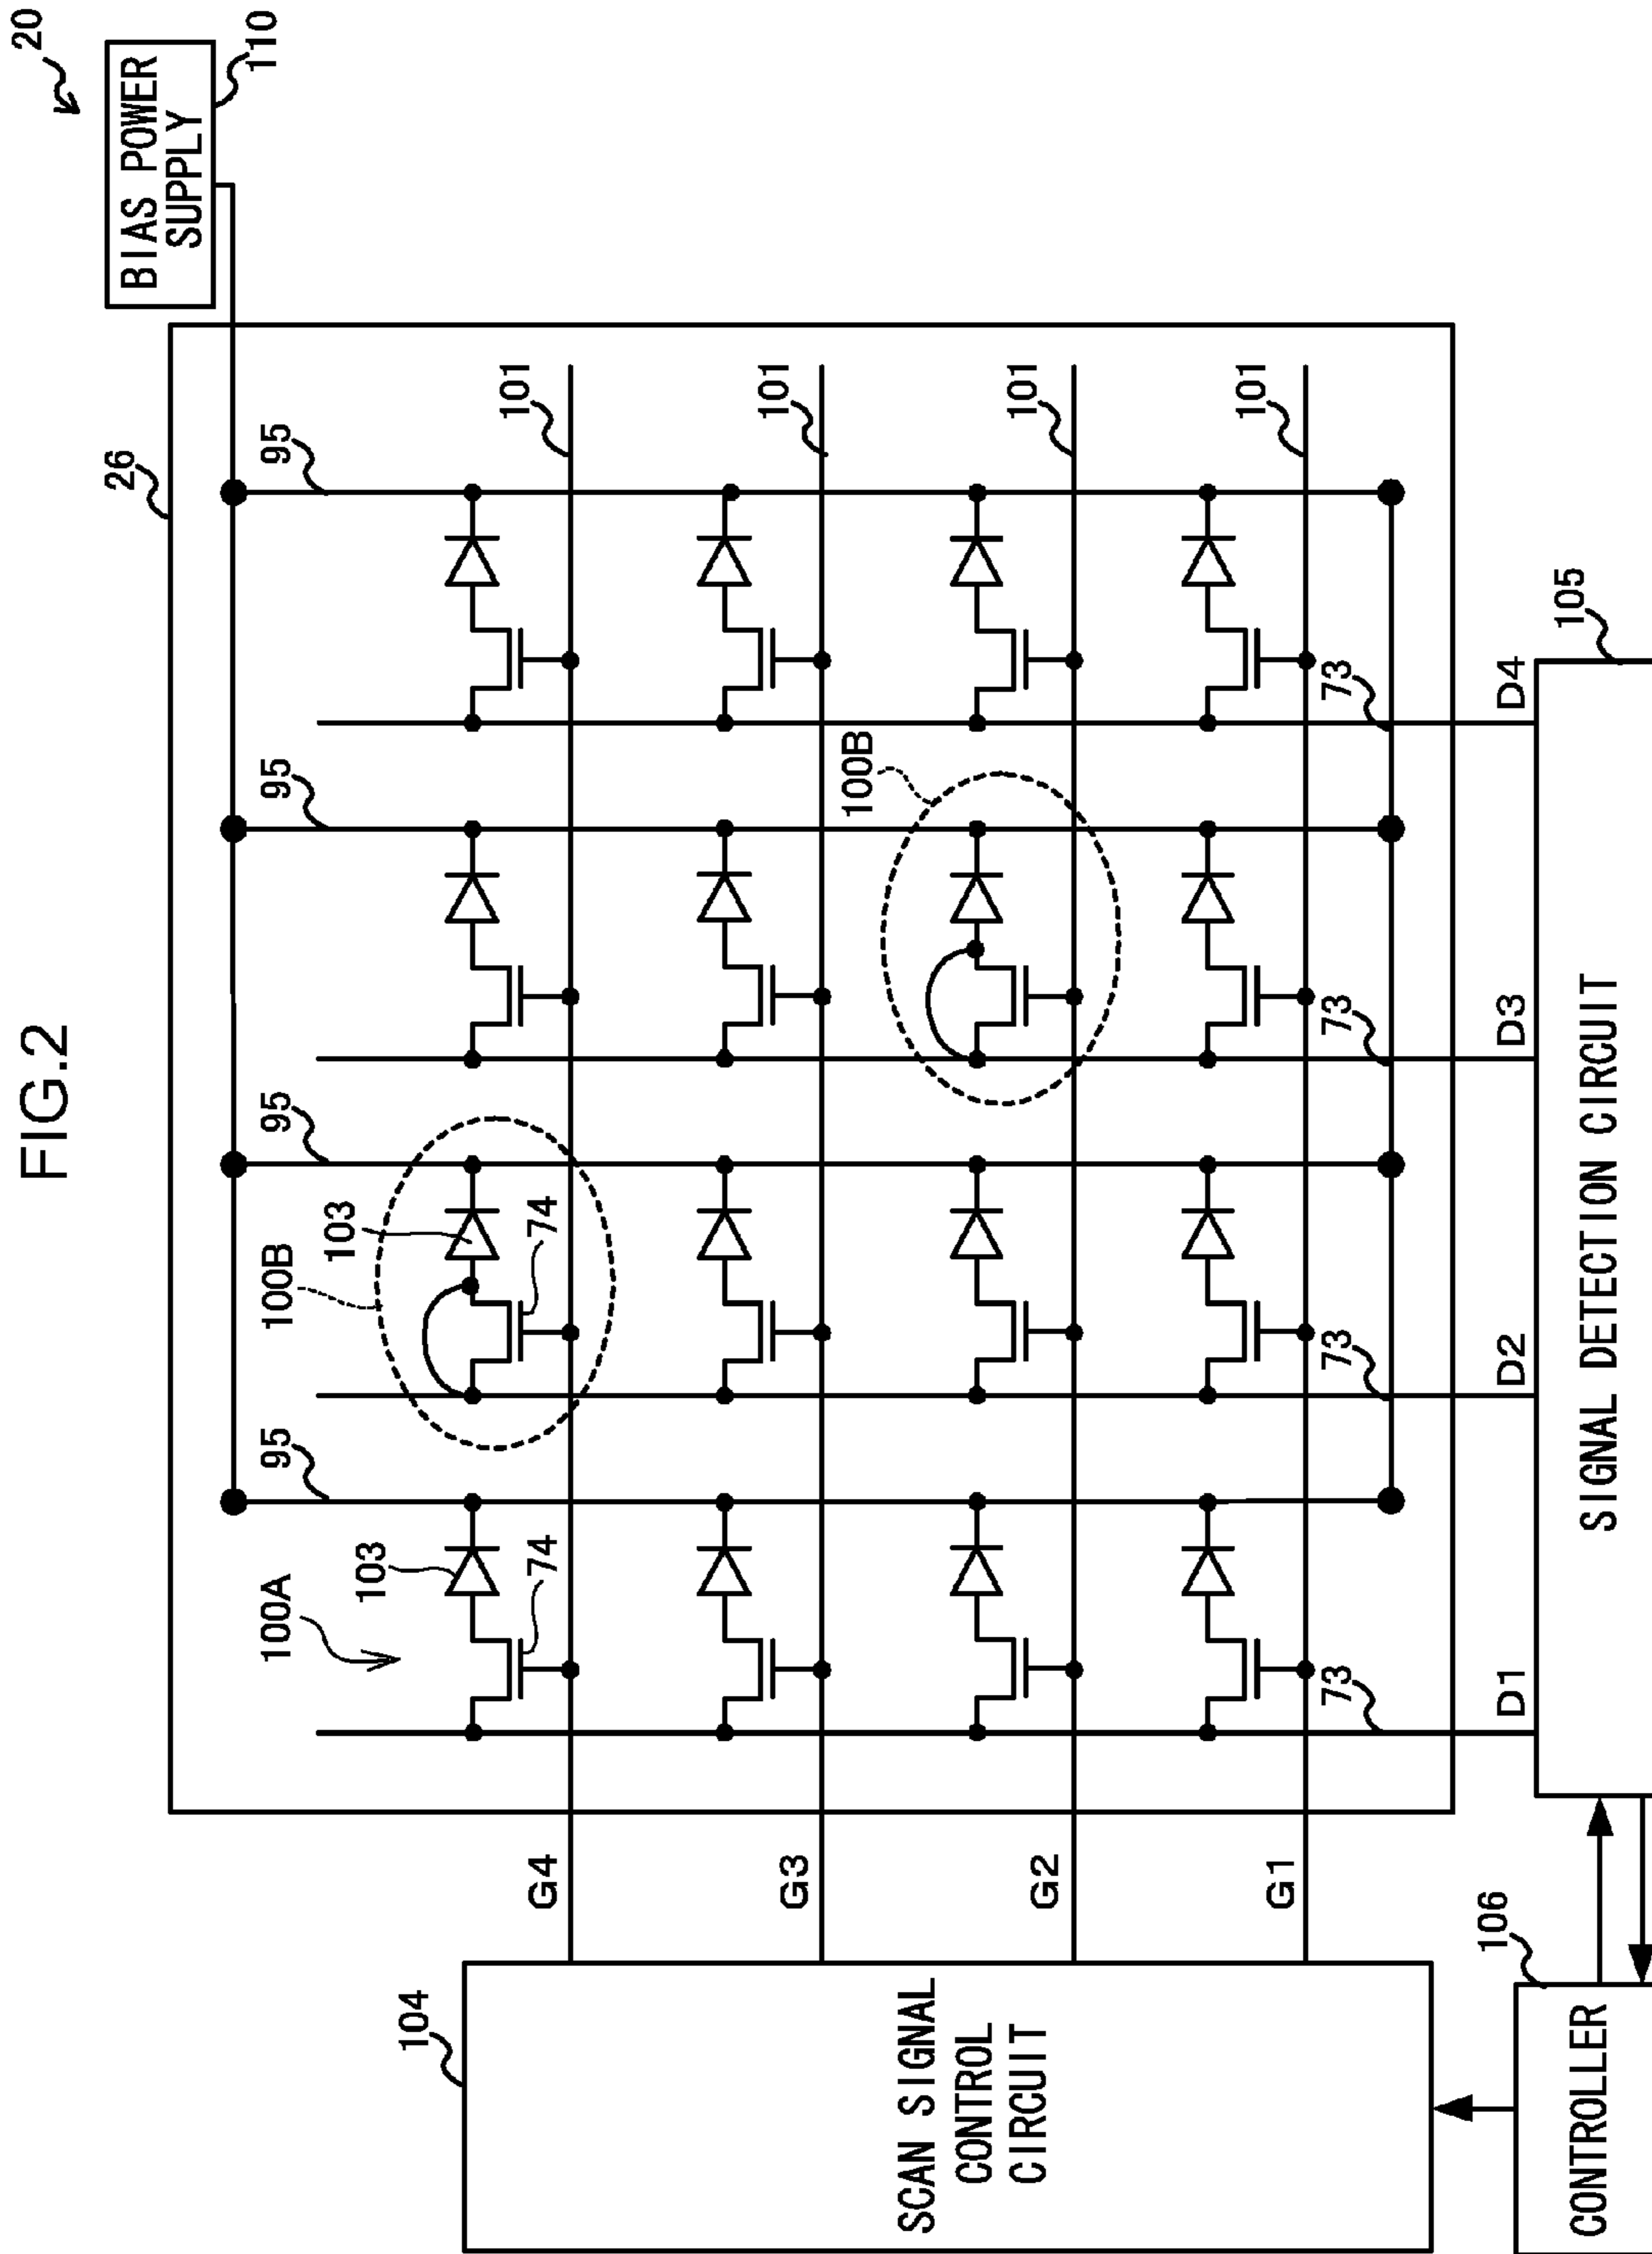 FIG.2
20
BIAS POWER
SUPPLY
110
26
95
95
95
95
100A
103
74
100B
103
74
100B
101
101
101
101
G4
G3
G2
G1
73
73
73
73
D1
D2
D3
D4
104
SCAN SIGNAL
CONTROL
CIRCUIT
105
SIGNAL DETECTION CIRCUIT
106
CONTROLLER